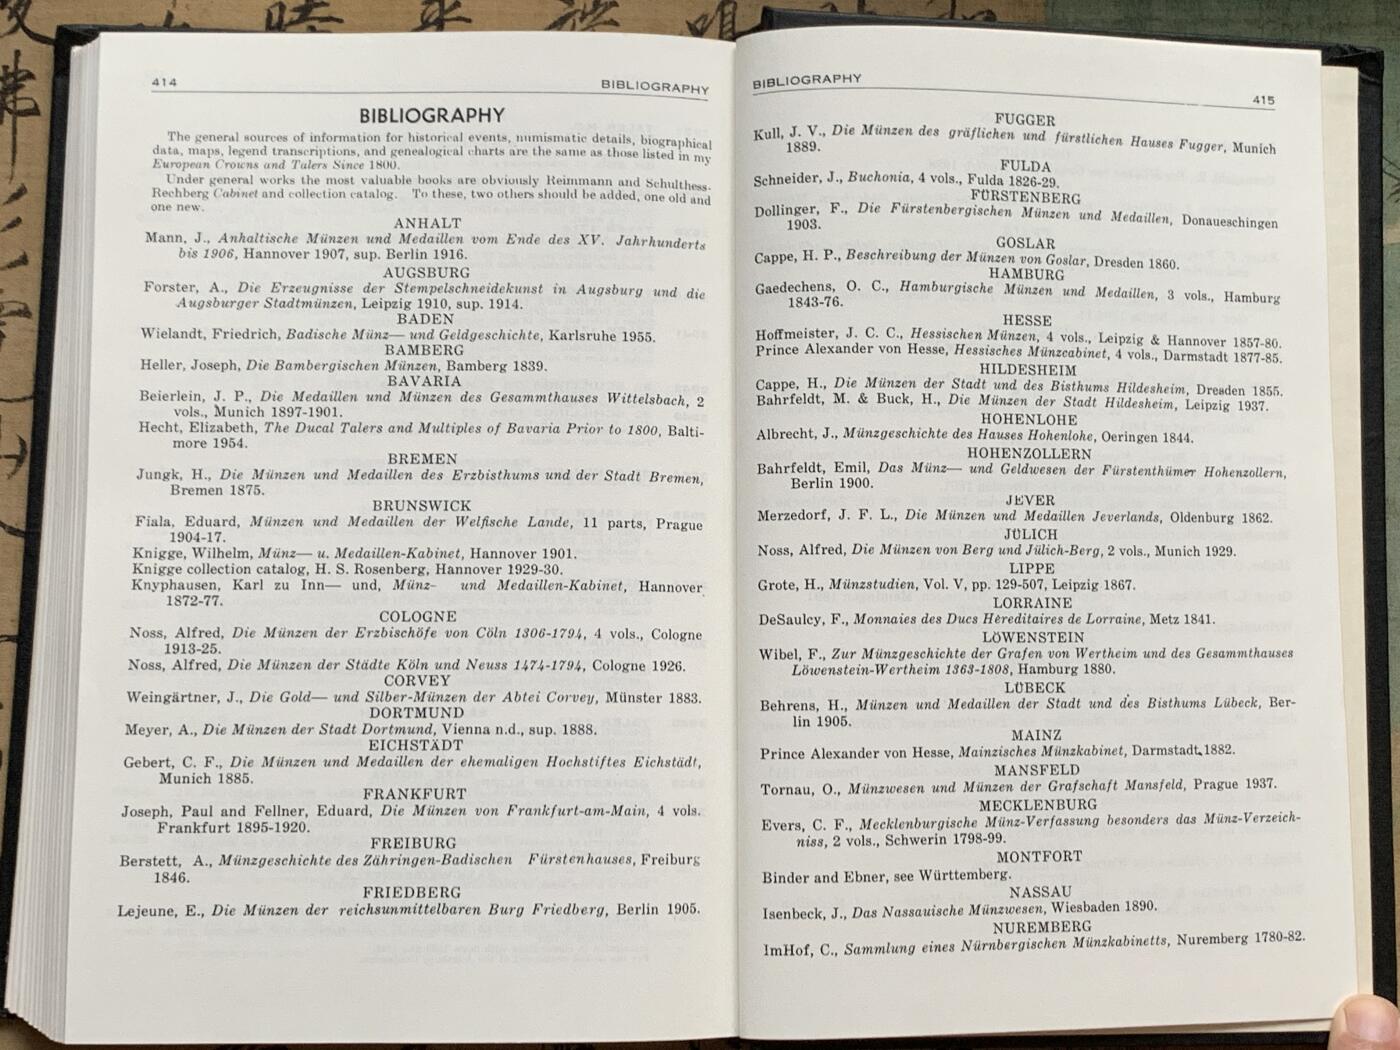 414 BIBLIOGRAPHY
BIBLIOGRAPHY
The general sources of information for historical events, numismatic details, biographical
data, maps, legend transcriptions, and genealogical charts are the same as those listed in my
European Crowns and Talers Since 1800.
Under general works the most valuable books are obviously Reimmann and Schulthess-
Rechberg Cabinet and collection catalog. To these, two others should be added, one old and
one new.
ANHALT
Mann, J., Anhaltische Münzen und Medaillen vom Ende des XV. Jahrhunderts
bis 1906, Hannover 1907, sup. Berlin 1916.
AUGSBURG
Forster, A., Die Erzeugnisse der Stempelschneidekunst in Augsburg und die
Augsburger Stadtmünzen, Leipzig 1910, sup. 1914.
BADEN
Wielandt, Friedrich, Badische Münz— und Geldgeschichte, Karlsruhe 1955.
BAMBERG
Heller, Joseph, Die Bambergischen Münzen, Bamberg 1839.
BAVARIA
Beierlein, J. P., Die Medaillen und Münzen des Gesammthauses Wittelsbach, 2
vols., Munich 1897-1901.
Hecht, Elizabeth, The Ducal Talers and Multiples of Bavaria Prior to 1800, Balti-
more 1954.
BREMEN
Jungk, H., Die Münzen und Medaillen des Erzbisthums und der Stadt Bremen,
Bremen 1875.
BRUNSWICK
Fiala, Eduard, Münzen und Medaillen der Welfische Lande, 11 parts, Prague
1904-17.
Knigge, Wilhelm, Münz— u. Medaillen-Kabinet, Hannover 1901.
Knigge collection catalog, H. S. Rosenberg, Hannover 1929-30.
Knyphausen, Karl zu Inn— und, Münz- und Medaillen-Kabinet, Hannover
1872-77.
COLOGNE
Noss, Alfred, Die Münzen der Erzbischöfe von Cöln 1306-1794, 4 vols., Cologne
1913-25.
Noss, Alfred, Die Münzen der Städte Köln und Neuss 1474-1794, Cologne 1926.
CORVEY
Weingärtner, J., Die Gold— und Silber-Münzen der Abtei Corvey, Münster 1883.
DORTMUND
Meyer, A., Die Münzen der Stadt Dortmund, Vienna n.d., sup. 1888.
EICHSTÄDT
Gebert, C. F., Die Münzen und Medaillen der ehemaligen Hochstiftes Eichstädt,
Munich 1885.
FRANKFURT
Joseph, Paul and Fellner, Eduard, Die Münzen von Frankfurt-am-Main, 4 vols.
Frankfurt 1895-1920.
FREIBURG
Berstett, A., Münzgeschichte des Zähringen-Badischen Fürstenhauses, Freiburg
1846.
FRIEDBERG
Lejeune, E., Die Münzen der reichsunmittelbaren Burg Friedberg, Berlin 1905.
BIBLIOGRAPHY 415
FUGGER
Kull, J. V., Die Münzen des gräflichen und fürstlichen Hauses Fugger, Munich
1889.
FULDA
Schneider, J., Buchonia, 4 vols., Fulda 1826-29.
FÜRSTENBERG
Dollinger, F., Die Fürstenbergischen Münzen und Medaillen, Donaueschingen
1903.
GOSLAR
Cappe, H. P., Beschreibung der Münzen von Goslar, Dresden 1860.
HAMBURG
Gaedechens, O. C., Hamburgische Münzen und Medaillen, 3 vols., Hamburg
1843-76.
HESSE
Hoffmeister, J. C. C., Hessischen Münzen, 4 vols., Leipzig & Hannover 1857-80.
Prince Alexander von Hesse, Hessisches Münzcabinet, 4 vols., Darmstadt 1877-85.
HILDESHEIM
Cappe, H., Die Münzen der Stadt und des Bisthums Hildesheim, Dresden 1855.
Bahrfeldt, M. & Buck, H., Die Münzen der Stadt Hildesheim, Leipzig 1937.
HOHENLOHE
Albrecht, J., Münzgeschichte des Hauses Hohenlohe, Oeringen 1844.
HOHENZOLLERN
Bahrfeldt, Emil, Das Münz— und Geldwesen der Fürstenthümer Hohenzollern,
Berlin 1900.
JEVER
Merzedorf, J. F. L., Die Münzen und Medaillen Jeverlands, Oldenburg 1862.
JÜLICH
Noss, Alfred, Die Münzen von Berg und Jülich-Berg, 2 vols., Munich 1929.
LIPPE
Grote, H., Münzstudien, Vol. V, pp. 129-507, Leipzig 1867.
LORRAINE
DeSaulcy, F., Monnaies des Ducs Hèreditaires de Lorraine, Metz 1841.
LÖWENSTEIN
Wibel, F., Zur Münzgeschichte der Grafen von Wertheim und des Gesammthauses
Löwenstein-Wertheim 1363-1808, Hamburg 1880.
LÜBECK
Behrens, H., Münzen und Medaillen der Stadt und des Bisthums Lübeck, Ber-
lin 1905.
MAINZ
Prince Alexander von Hesse, Mainzisches Münzkabinet, Darmstadt 1882.
MANSFELD
Tornau, O., Münzwesen und Münzen der Grafschaft Mansfeld, Prague 1937.
MECKLENBURG
Evers, C. F., Mecklenburgische Münz-Verfassung besonders das Münz-Verzeich-
niss, 2 vols., Schwerin 1798-99.
MONTFORT
Binder and Ebner, see Württemberg.
NASSAU
Isenbeck, J., Das Nassauische Münzwesen, Wiesbaden 1890.
NUREMBERG
ImHof, C., Sammlung eines Nürnbergischen Münzkabinetts, Nuremberg 1780-82.